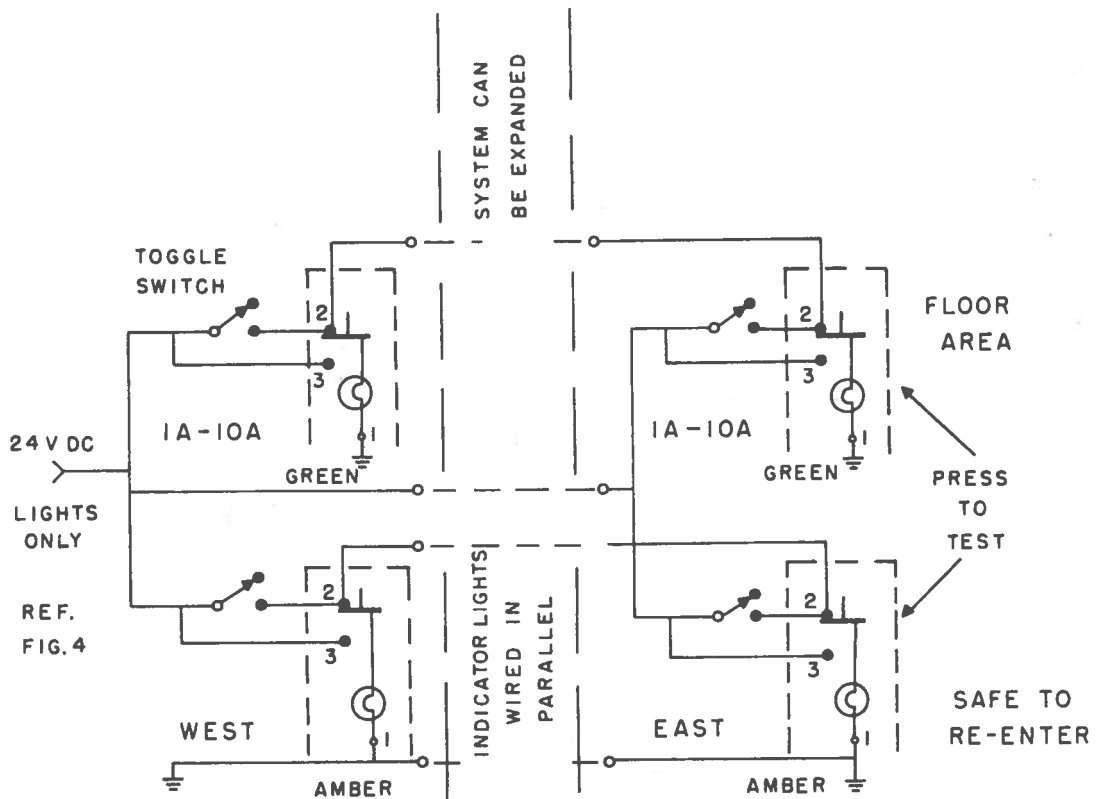 SYSTEM CAN
BE EXPANDED
TOGGLE
SWITCH
2
3
1A-10A
1
GREEN
2
3
1A-10A
1
GREEN
FLOOR
AREA
24 V DC
LIGHTS
ONLY
REF.
FIG. 4
PRESS
TO
TEST
2
3
WEST
1
AMBER
INDICATOR LIGHTS
WIRED IN
PARALLEL
2
3
EAST
1
AMBER
SAFE TO
RE-ENTER